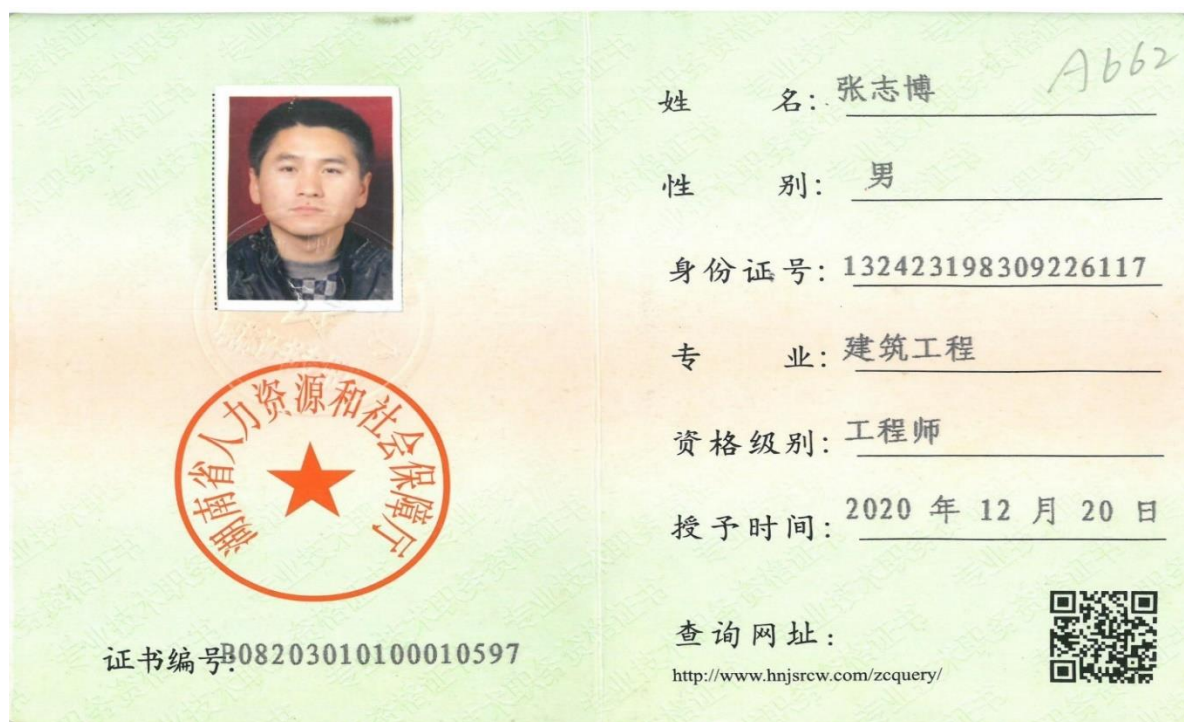 湖南省人力资源和社会保障厅
证书编号:B08203010100010597
A662
姓 名:张志博
性 别:男
身份证号:132423198309226117
专 业:建筑工程
资格级别:工程师
授予时间:2020 年 12 月 20 日
查询网址:
http://www.hnjsrcw.com/zcquery/